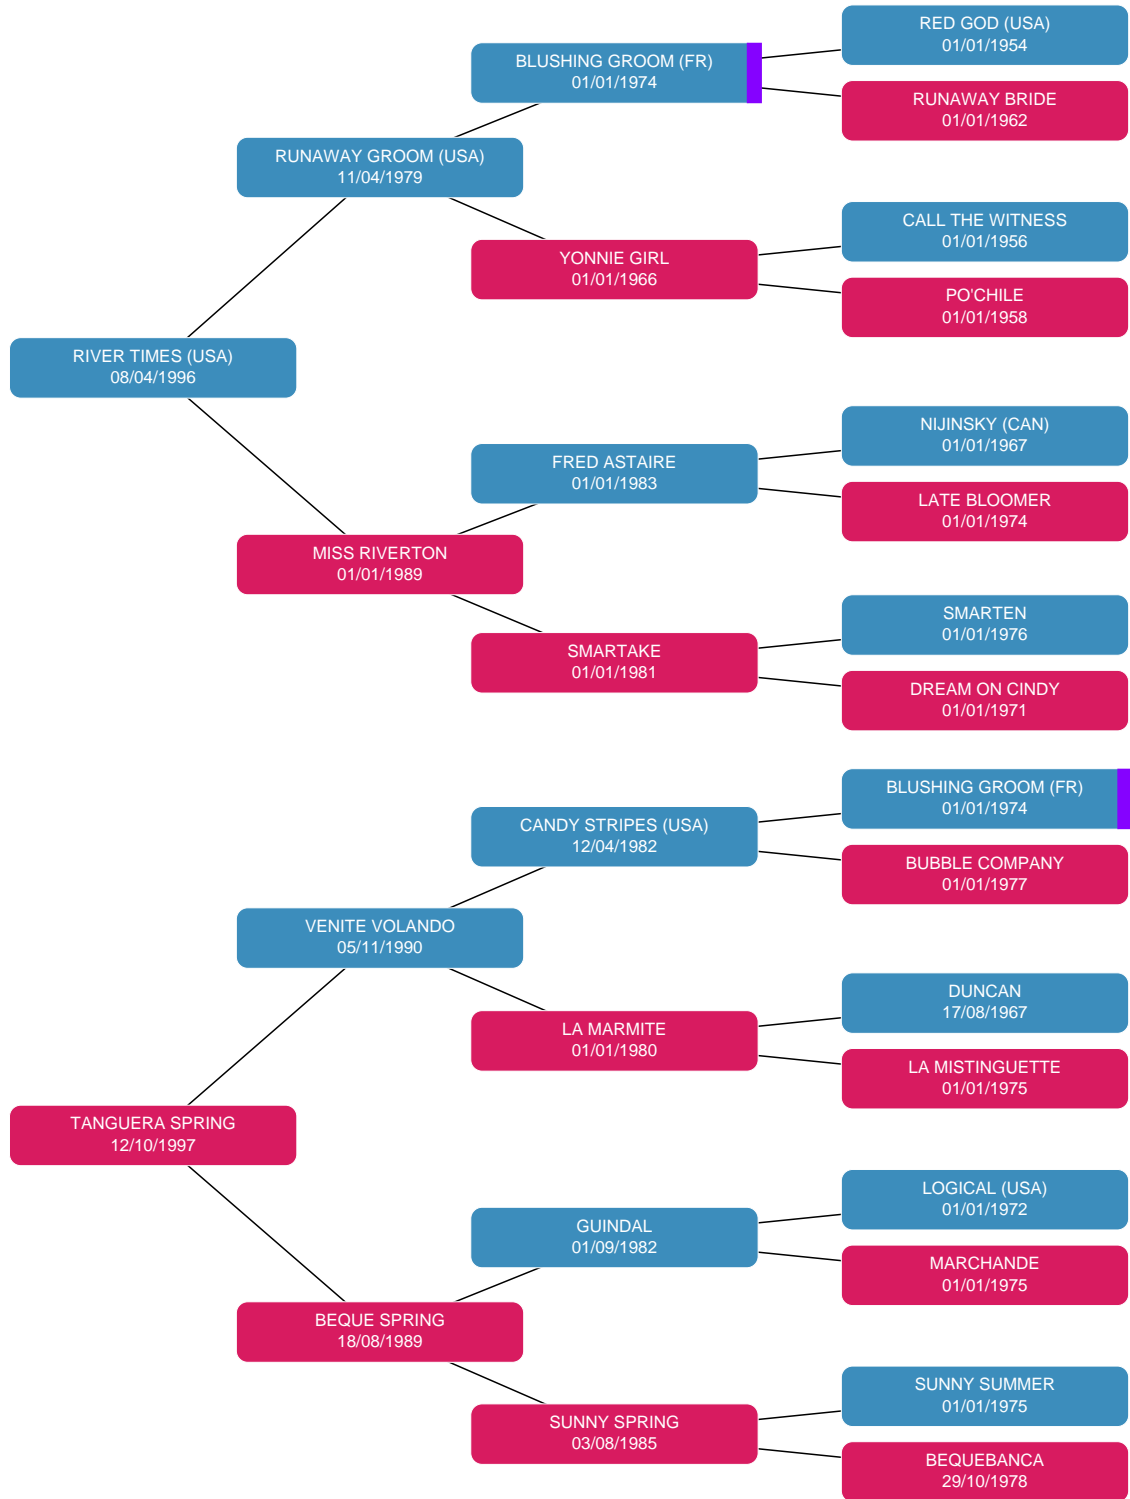 RED GOD (USA)
01/01/1954
BLUSHING GROOM (FR)
01/01/1974
RUNAWAY BRIDE
01/01/1962
RUNAWAY GROOM (USA)
11/04/1979
CALL THE WITNESS
01/01/1956
YONNIE GIRL
01/01/1966
PO'CHILE
01/01/1958
RIVER TIMES (USA)
08/04/1996
NIJINSKY (CAN)
01/01/1967
FRED ASTAIRE
01/01/1983
LATE BLOOMER
01/01/1974
MISS RIVERTON
01/01/1989
SMARTEN
01/01/1976
SMARTAKE
01/01/1981
DREAM ON CINDY
01/01/1971
BLUSHING GROOM (FR)
01/01/1974
CANDY STRIPES (USA)
12/04/1982
BUBBLE COMPANY
01/01/1977
VENITE VOLANDO
05/11/1990
DUNCAN
17/08/1967
LA MARMITE
01/01/1980
LA MISTINGUETTE
01/01/1975
TANGUERA SPRING
12/10/1997
LOGICAL (USA)
01/01/1972
GUINDAL
01/09/1982
MARCHANDE
01/01/1975
BEQUE SPRING
18/08/1989
SUNNY SUMMER
01/01/1975
SUNNY SPRING
03/08/1985
BEQUEBANCA
29/10/1978